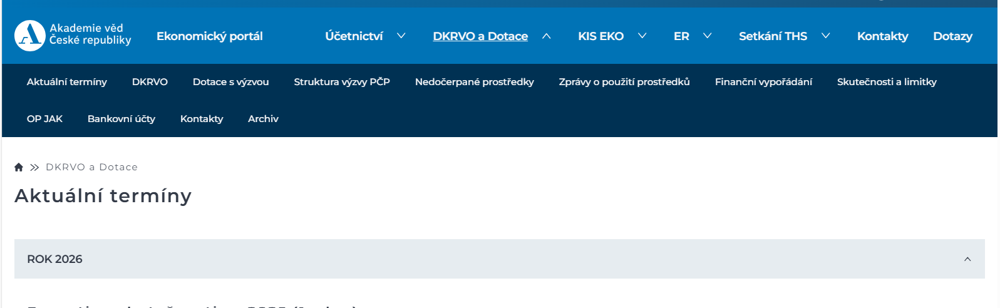 Akademie věd
České republiky
Ekonomický portál
Účetnictví
DKRVO a Dotace
KIS EKO
ER
Setkání THS
Kontakty
Dotazy
Aktuální termíny
DKRVO
Dotace s výzvou
Struktura výzvy PČP
Nedočerpané prostředky
Zprávy o použití prostředků
Finanční vypořádání
Skutečnosti a limitky
OP JAK
Bankovní účty
Kontakty
Archiv
DKRVO a Dotace
Aktuální termíny
ROK 2026